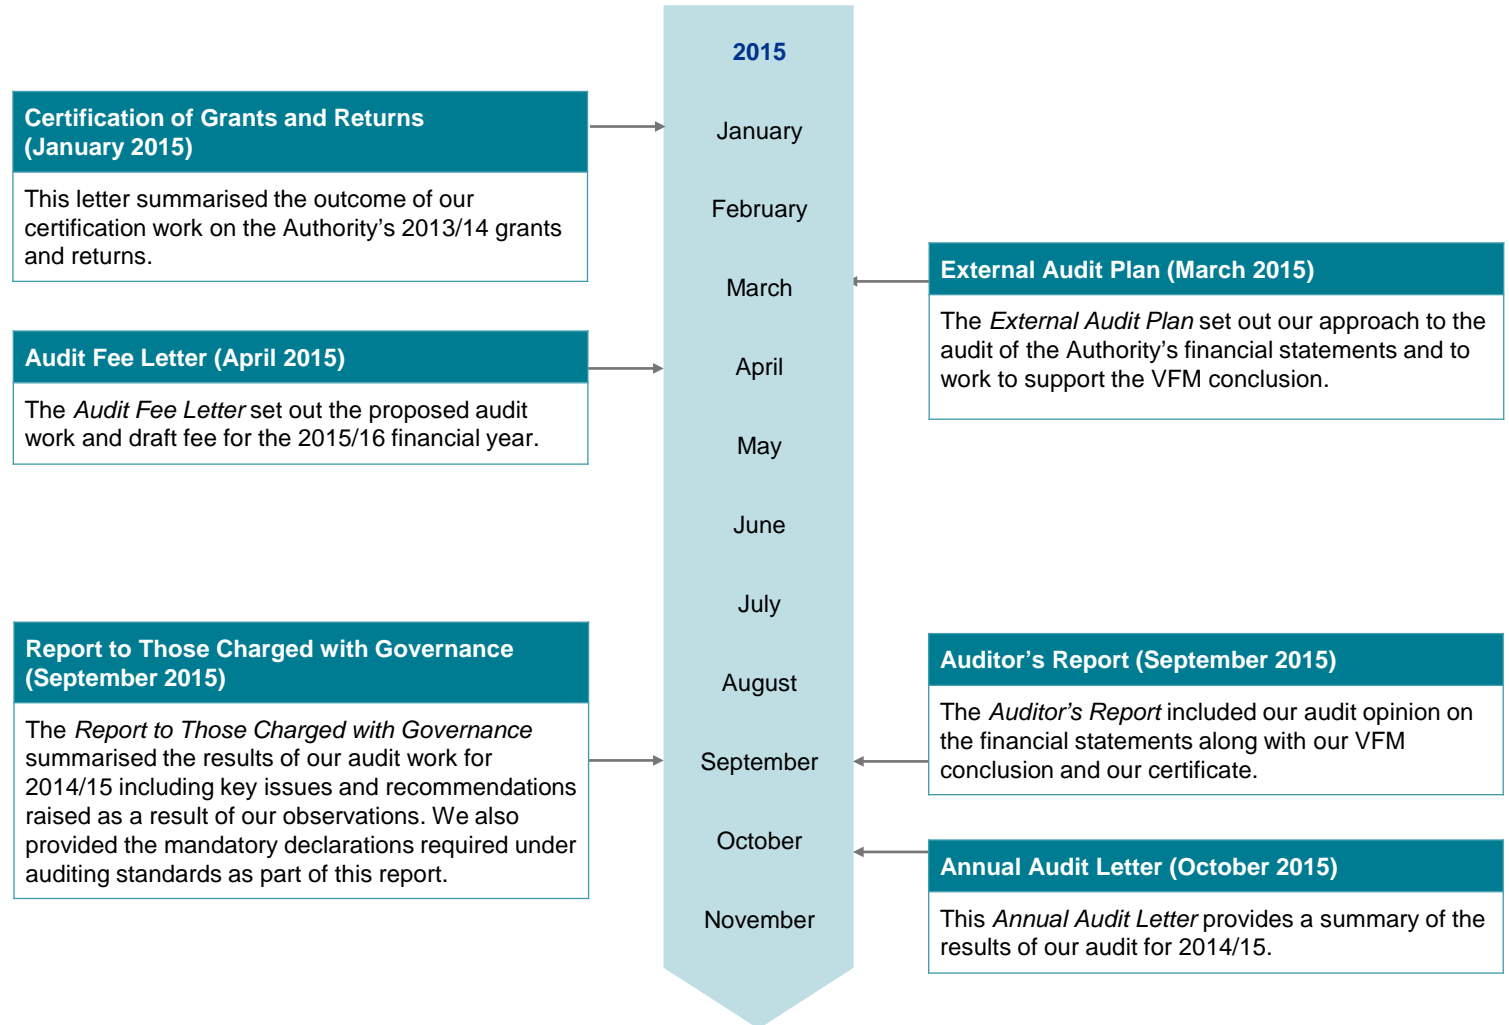 2015
Certification of Grants and Returns
(January 2015)
This letter summarised the outcome of our
certification work on the Authority’s 2013/14 grants
and returns.
January
February
March
External Audit Plan (March 2015)
The External Audit Plan set out our approach to the
audit of the Authority’s financial statements and to
work to support the VFM conclusion.
Audit Fee Letter (April 2015)
The Audit Fee Letter set out the proposed audit
work and draft fee for the 2015/16 financial year.
April
May
June
July
August
Report to Those Charged with Governance
(September 2015)
The Report to Those Charged with Governance
summarised the results of our audit work for
2014/15 including key issues and recommendations
raised as a result of our observations. We also
provided the mandatory declarations required under
auditing standards as part of this report.
September
Auditor’s Report (September 2015)
The Auditor’s Report included our audit opinion on
the financial statements along with our VFM
conclusion and our certificate.
October
November
Annual Audit Letter (October 2015)
This Annual Audit Letter provides a summary of the
results of our audit for 2014/15.